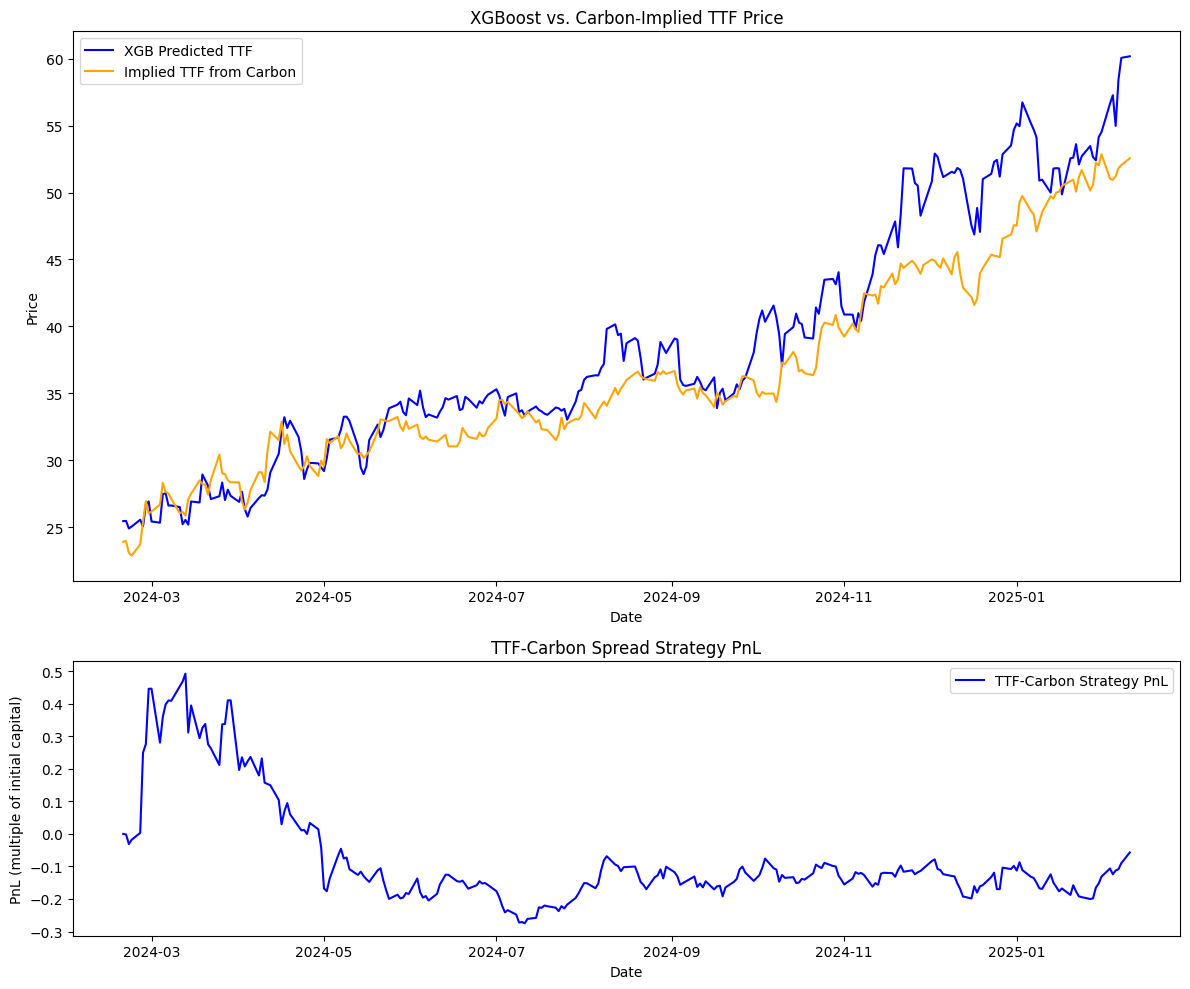 XGBoost vs. Carbon-Implied TTF Price
XGB Predicted TTF
Implied TTF from Carbon
60
55
50
45
40
35
30
25
Price
2024-03 2024-05 2024-07 2024-09 2024-11 2025-01
Date
TTF-Carbon Spread Strategy PnL
TTF-Carbon Strategy PnL
0.5
0.4
0.3
0.2
0.1
0.0
−0.1
−0.2
−0.3
PnL (multiple of initial capital)
2024-03 2024-05 2024-07 2024-09 2024-11 2025-01
Date